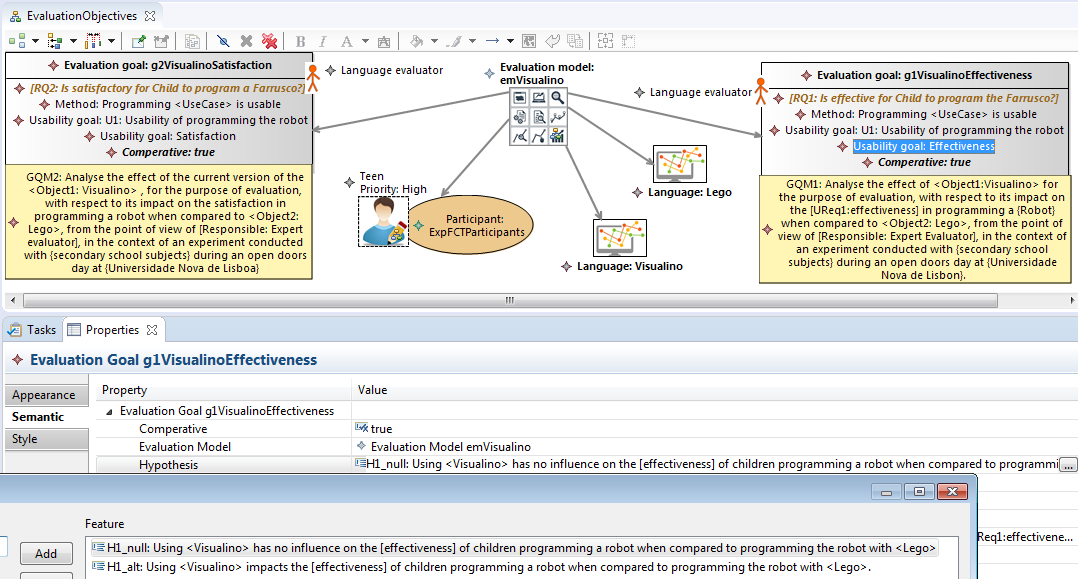 EvaluationObjectives
B I A
Evaluation goal: g2VisualinoSatisfaction
[RQ2: Is satisfactory for Child to program a Farrusco?]
Method: Programming <UseCase> is usable
Usability goal: U1: Usability of programming the robot
Usability goal: Satisfaction
Comperative: true
GQM2: Analyse the effect of the current version of the
<Object1: Visualino> , for the purpose of evaluation,
with respect to its impact on the satisfaction in
programming a robot when compared to <Object2:
Lego>, from the point of view of [Responsible: Expert
evaluator], in the context of an experiment conducted
with {secondary school subjects} during an open doors
day at {Universidade Nova de Lisboa}
Language evaluator
Evaluation model:
emVisualino
Language evaluator
Teen
Priority: High
Participant:
ExpFCTParticipants
Language: Lego
Language: Visualino
Evaluation goal: g1VisualinoEffectiveness
[RQ1: Is effective for Child to program the Farrusco?]
Method: Programming <UseCase> is usable
Usability goal: U1: Usability of programming the robot
Usability goal: Effectiveness
Comperative: true
GQM1: Analyse the effect of <Object1:Visualino> for
the purpose of evaluation, with respect to its impact on
the [UReq1:effectiveness] in programming a {Robot}
when compared to <Object2: Lego>, from the point of
view of [Responsible: Expert Evaluator], in the context of
an experiment conducted with {secondary school
subjects} during an open doors day at {Universidade
Nova de Lisbon}.
Tasks Properties
Evaluation Goal g1VisualinoEffectiveness
Appearance
Semantic
Style
Property Value
Evaluation Goal g1VisualinoEffectiveness
Comperative true
Evaluation Model Evaluation Model emVisualino
Hypothesis H1_null: Using <Visualino> has no influence on the [effectiveness] of children programming a robot when compared to programmi ...
Feature
Req1:effectivene...
Add
H1_null: Using <Visualino> has no influence on the [effectiveness] of children programming a robot when compared to programming the robot with <Lego>
H1_alt: Using <Visualino> impacts the [effectiveness] of children programming a robot when compared to programming the robot with <Lego>.